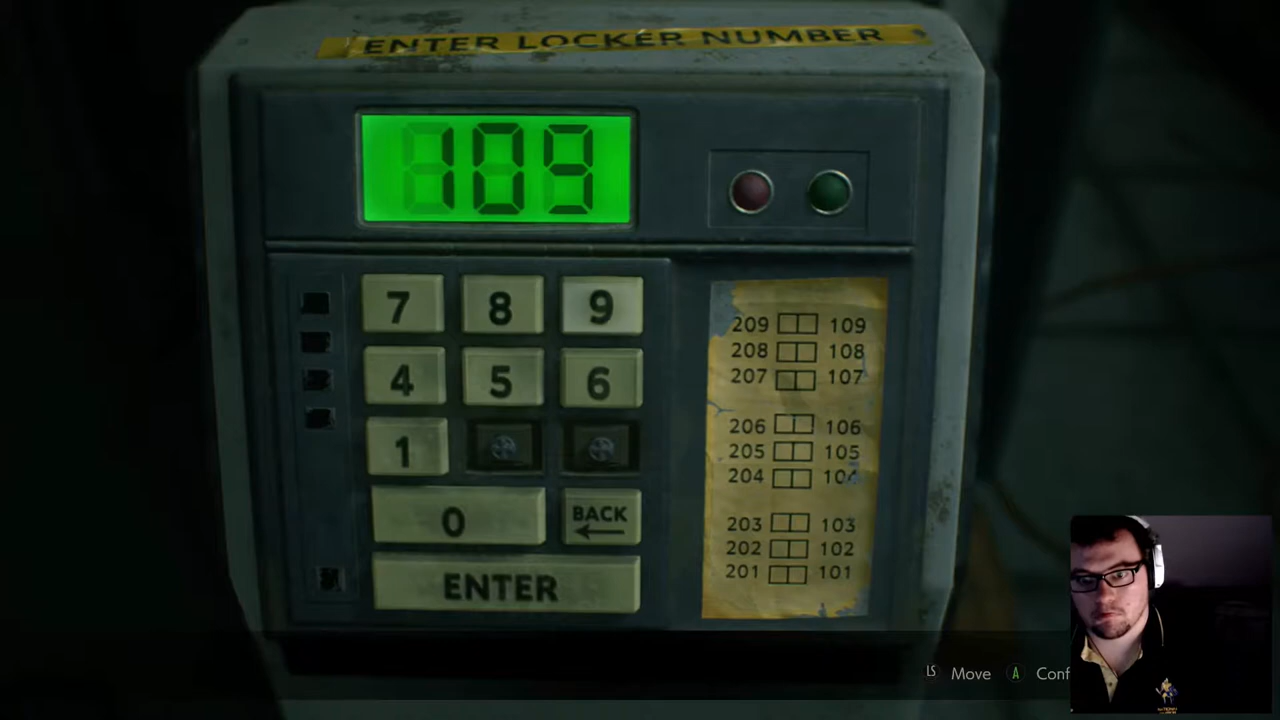 ENTER LOCKER NUMBER
109
7 8 9
4 5 6
1
0 BACK
ENTER
209 109
208 108
207 107
206 106
205 105
204 104
203 103
202 102
201 101
LS Move A Conf